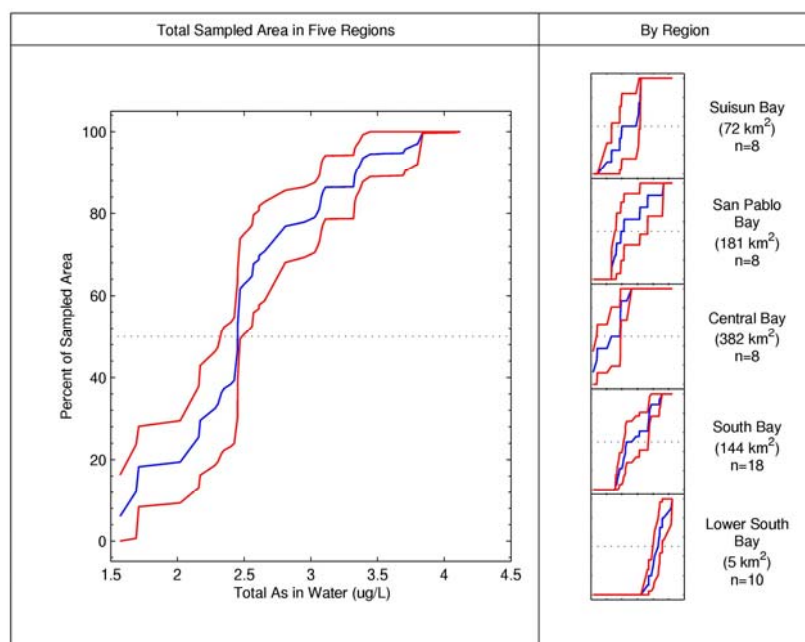 Total Sampled Area in Five Regions
By Region
100
80
60
40
20
0
Percent of Sampled Area
1.5 2 2.5 3 3.5 4 4.5
Total As in Water (ug/L)
Suisun Bay
(72 km²)
n=8
San Pablo
Bay
(181 km²)
n=8
Central Bay
(382 km²)
n=8
South Bay
(144 km²)
n=18
Lower South
Bay
(5 km²)
n=10